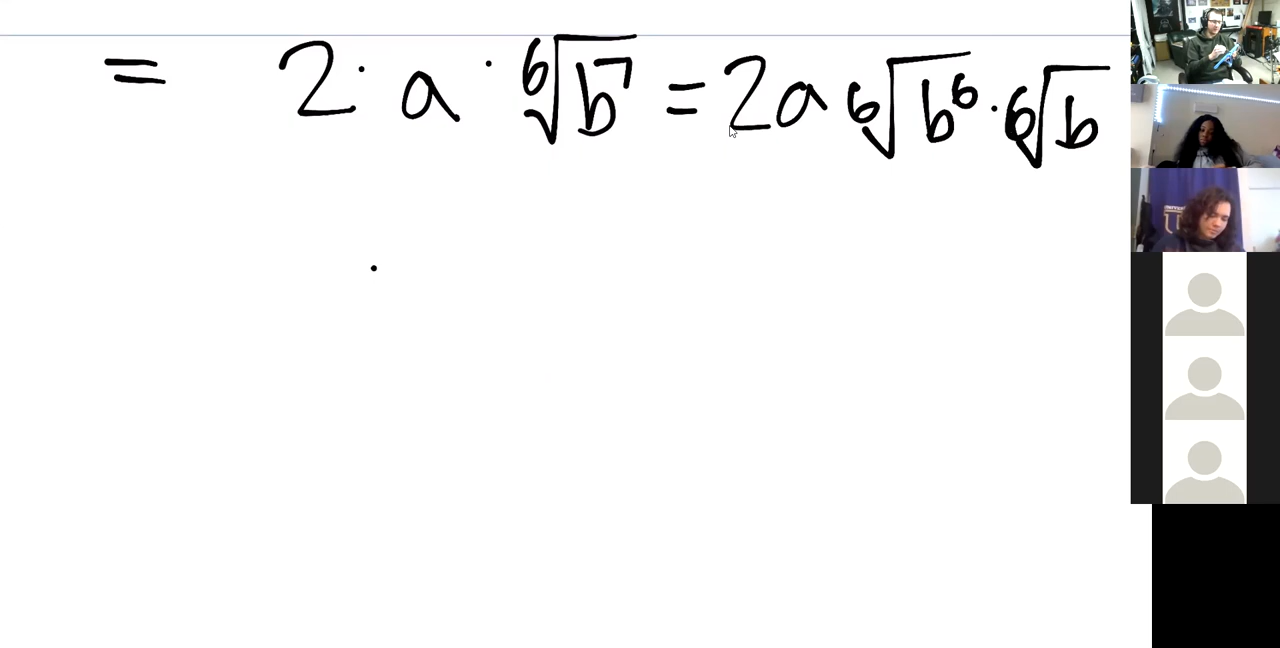 = 2 · a · ⁶√b⁷ = 2a ⁶√b⁶ · ⁶√b